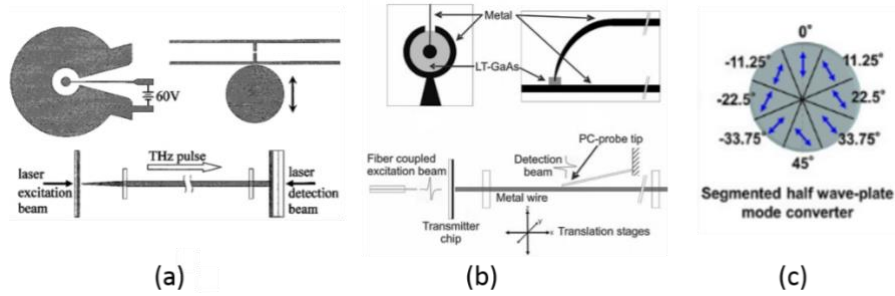 60V
THz pulse
laser
excitation
beam
laser
detection
beam
(a)
Metal
LT-GaAs
PC-probe tip
Fiber coupled
excitation beam
Detection
beam
Metal wire
Transmitter
chip
Translation stages
(b)
0°
-11.25°
11.25°
-22.5°
22.5°
-33.75°
33.75°
45°
Segmented half wave-plate
mode converter
(c)